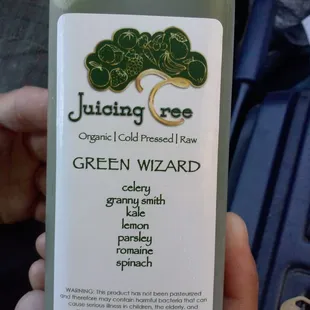 Juicing Tree
Organic | Cold Pressed | Raw
GREEN WIZARD
celery
granny smith
kale
lemon
parsley
romaine
spinach
WARNING: This product has not been pasteurized
and therefore may contain harmful bacteria that can
cause serious illness in children, the elderly, and